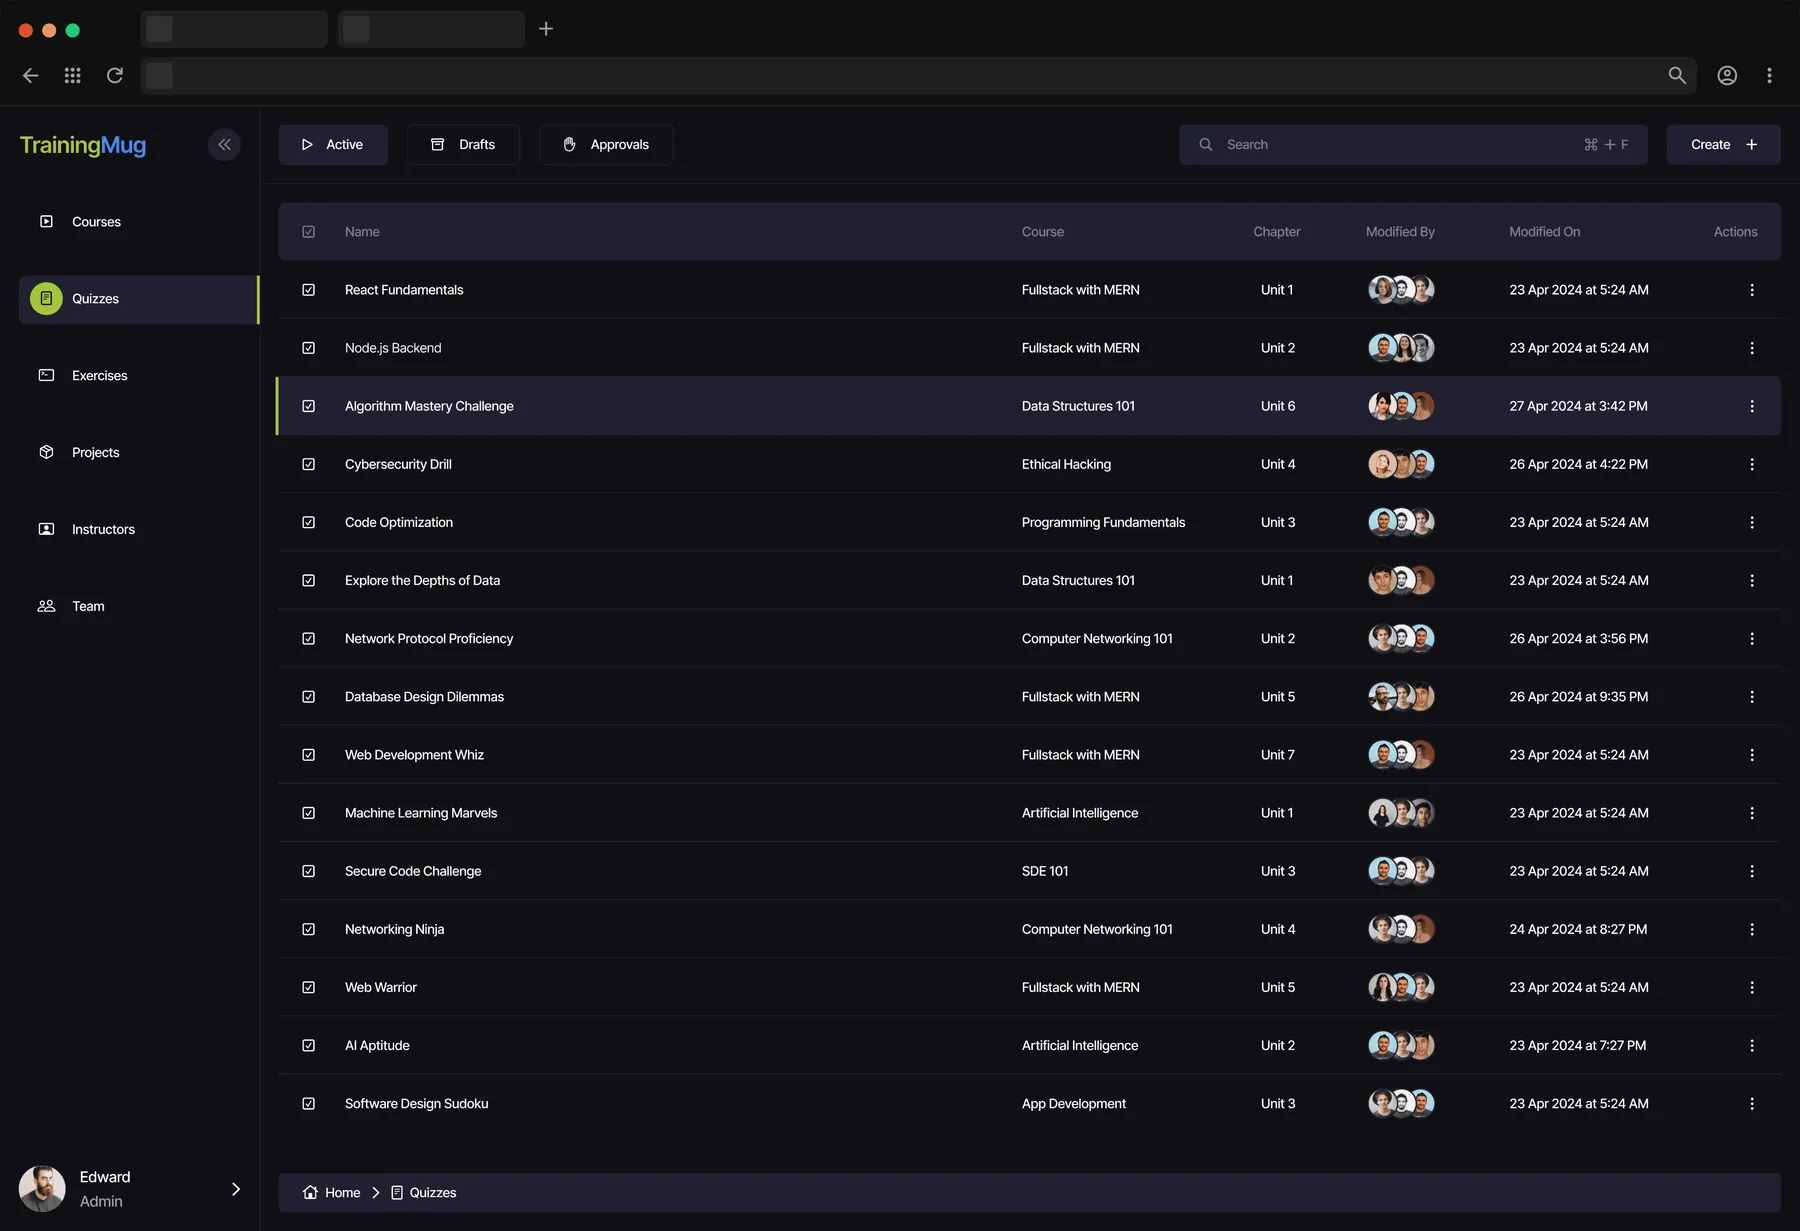 TrainingMug
Active
Drafts
Approvals
Search
⌘ + F
Create +
Courses
Quizzes
Exercises
Projects
Instructors
Team
Name Course Chapter Modified By Modified On Actions
React Fundamentals Fullstack with MERN Unit 1 23 Apr 2024 at 5:24 AM
Node.js Backend Fullstack with MERN Unit 2 23 Apr 2024 at 5:24 AM
Algorithm Mastery Challenge Data Structures 101 Unit 6 27 Apr 2024 at 3:42 PM
Cybersecurity Drill Ethical Hacking Unit 4 26 Apr 2024 at 4:22 PM
Code Optimization Programming Fundamentals Unit 3 23 Apr 2024 at 5:24 AM
Explore the Depths of Data Data Structures 101 Unit 1 23 Apr 2024 at 5:24 AM
Network Protocol Proficiency Computer Networking 101 Unit 2 26 Apr 2024 at 3:56 PM
Database Design Dilemmas Fullstack with MERN Unit 5 26 Apr 2024 at 9:35 PM
Web Development Whiz Fullstack with MERN Unit 7 23 Apr 2024 at 5:24 AM
Machine Learning Marvels Artificial Intelligence Unit 1 23 Apr 2024 at 5:24 AM
Secure Code Challenge SDE 101 Unit 3 23 Apr 2024 at 5:24 AM
Networking Ninja Computer Networking 101 Unit 4 24 Apr 2024 at 8:27 PM
Web Warrior Fullstack with MERN Unit 5 23 Apr 2024 at 5:24 AM
AI Aptitude Artificial Intelligence Unit 2 23 Apr 2024 at 7:27 PM
Software Design Sudoku App Development Unit 3 23 Apr 2024 at 5:24 AM
Edward
Admin
Home
Quizzes